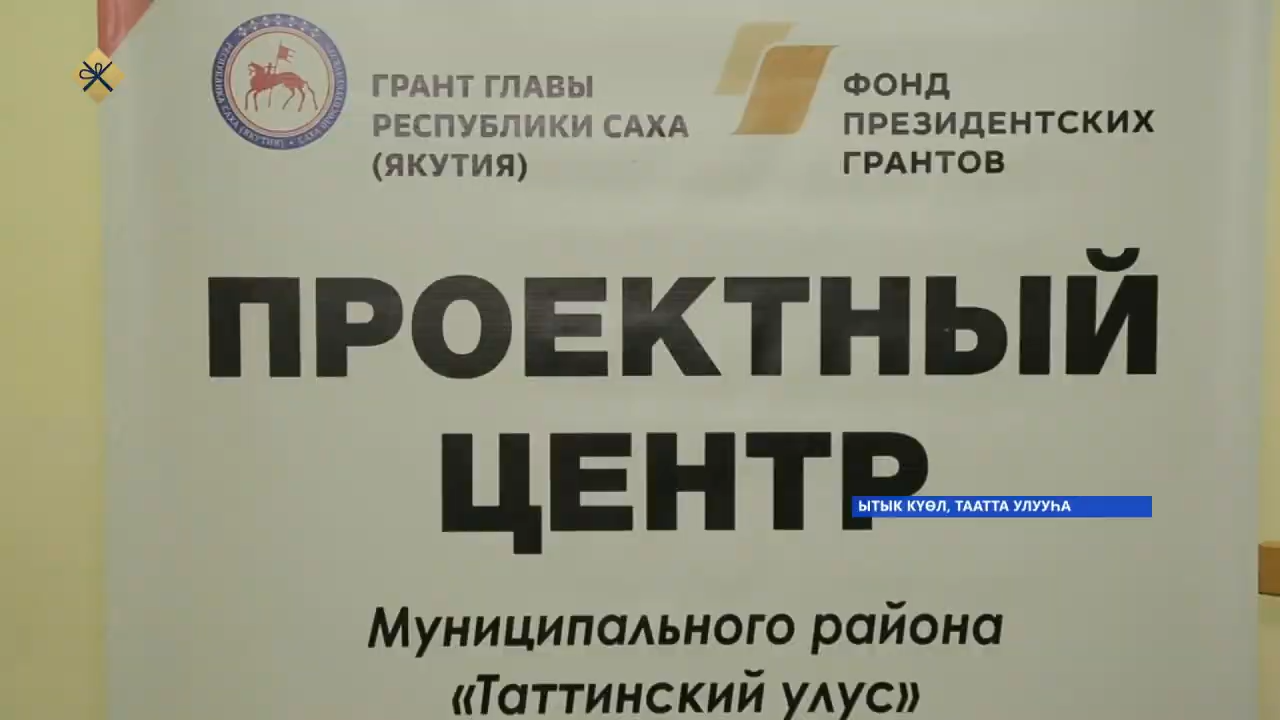 ГРАНТ ГЛАВЫ
РЕСПУБЛИКИ САХА
(ЯКУТИЯ)
ФОНД
ПРЕЗИДЕНТСКИХ
ГРАНТОВ
ПРОЕКТНЫЙ
ЦЕНТР
ЫТЫК КҮӨЛ, ТААТТА УЛУУҺА
Муниципального района
«Таттинский улус»